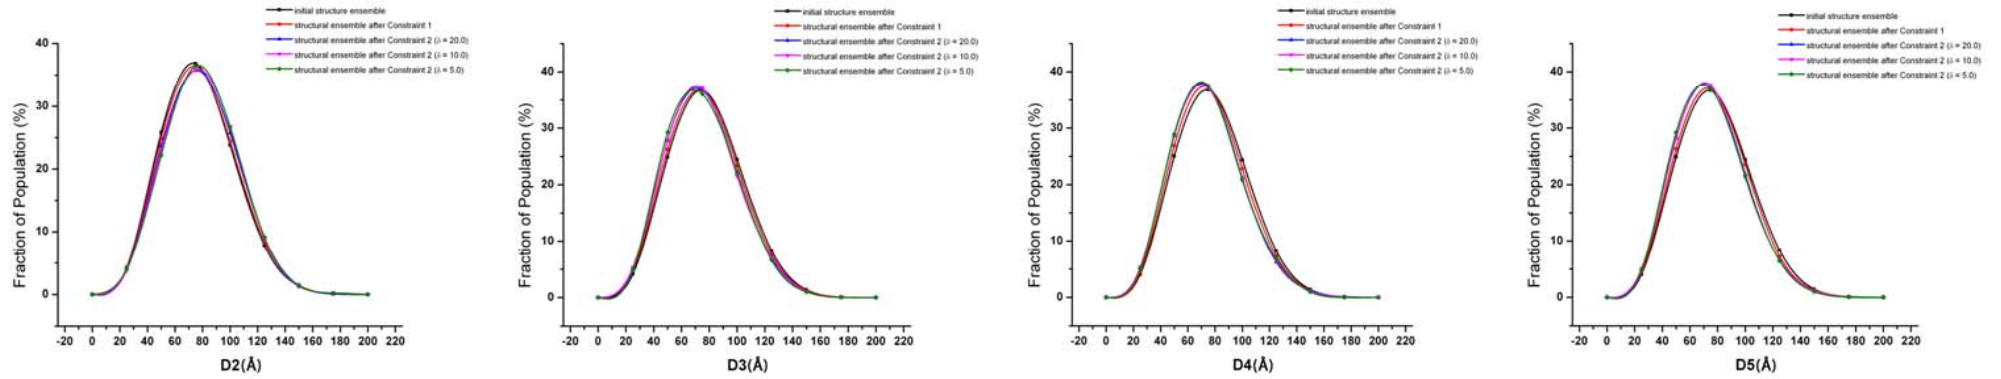 initial structure ensemble
structural ensemble after Constraint 1
structural ensemble after Constraint 2 (δ = 20.0)
structural ensemble after Constraint 2 (δ = 10.0)
structural ensemble after Constraint 2 (δ = 5.0)
Fraction of Population (%)
40
30
20
10
0
-20 0 20 40 60 80 100 120 140 160 180 200 220
D2(Å)
initial structure ensemble
structural ensemble after Constraint 1
structural ensemble after Constraint 2 (δ = 20.0)
structural ensemble after Constraint 2 (δ = 10.0)
structural ensemble after Constraint 2 (δ = 5.0)
Fraction of Population (%)
40
30
20
10
0
-20 0 20 40 60 80 100 120 140 160 180 200 220
D3(Å)
initial structure ensemble
structural ensemble after Constraint 1
structural ensemble after Constraint 2 (δ = 20.0)
structural ensemble after Constraint 2 (δ = 10.0)
structural ensemble after Constraint 2 (δ = 5.0)
Fraction of Population (%)
40
30
20
10
0
-20 0 20 40 60 80 100 120 140 160 180 200 220
D4(Å)
initial structure ensemble
structural ensemble after Constraint 1
structural ensemble after Constraint 2 (δ = 20.0)
structural ensemble after Constraint 2 (δ = 10.0)
structural ensemble after Constraint 2 (δ = 5.0)
Fraction of Population (%)
40
30
20
10
0
-20 0 20 40 60 80 100 120 140 160 180 200 220
D5(Å)